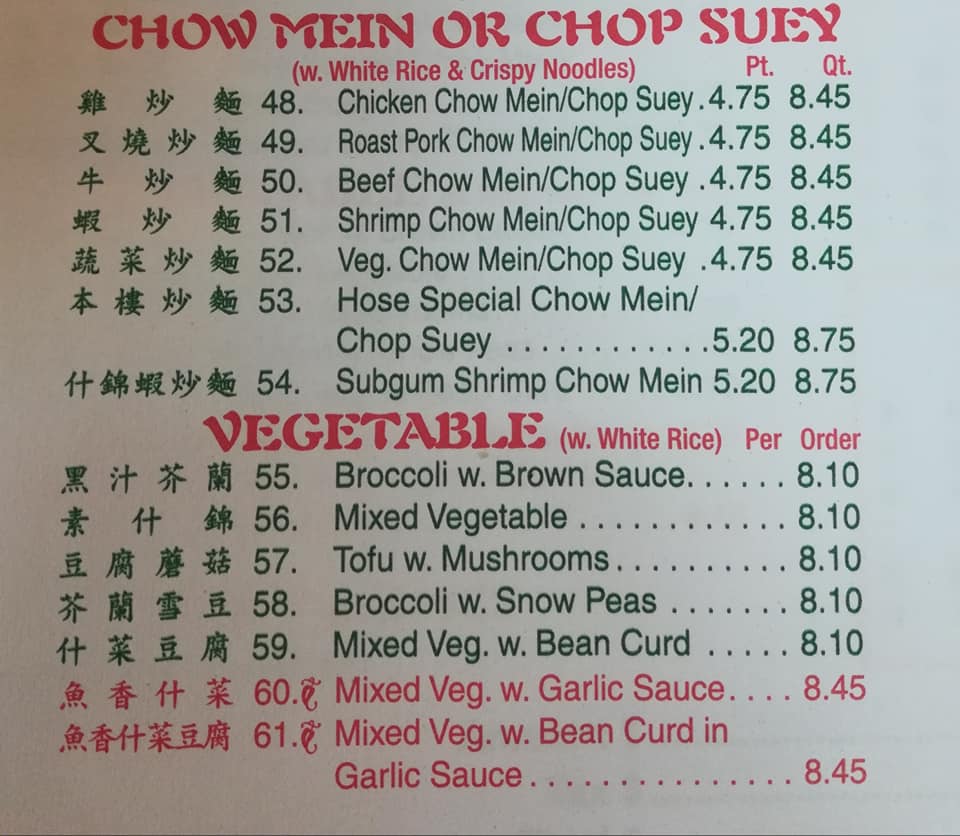 CHOW MEIN OR CHOP SUEY
(w. White Rice & Crispy Noodles) Pt. Qt.
雞炒麵 48. Chicken Chow Mein/Chop Suey . 4.75 8.45
叉燒炒麵 49. Roast Pork Chow Mein/Chop Suey . 4.75 8.45
牛炒麵 50. Beef Chow Mein/Chop Suey . 4.75 8.45
蝦炒麵 51. Shrimp Chow Mein/Chop Suey 4.75 8.45
蔬菜炒麵 52. Veg. Chow Mein/Chop Suey . 4.75 8.45
本樓炒麵 53. Hose Special Chow Mein/
Chop Suey . . . . . . . . . . . . 5.20 8.75
什錦蝦炒麵 54. Subgum Shrimp Chow Mein 5.20 8.75
VEGETABLE (w. White Rice) Per Order
黑汁芥蘭 55. Broccoli w. Brown Sauce. . . . . . 8.10
素什錦 56. Mixed Vegetable . . . . . . . . . . . . 8.10
豆腐蘑菇 57. Tofu w. Mushrooms. . . . . . . . . . 8.10
芥蘭雪豆 58. Broccoli w. Snow Peas . . . . . . . 8.10
什菜豆腐 59. Mixed Veg. w. Bean Curd . . . . . 8.10
魚香什菜 60. Mixed Veg. w. Garlic Sauce. . . . 8.45
魚香什菜豆腐 61. Mixed Veg. w. Bean Curd in
Garlic Sauce . . . . . . . . . . . . . . . 8.45